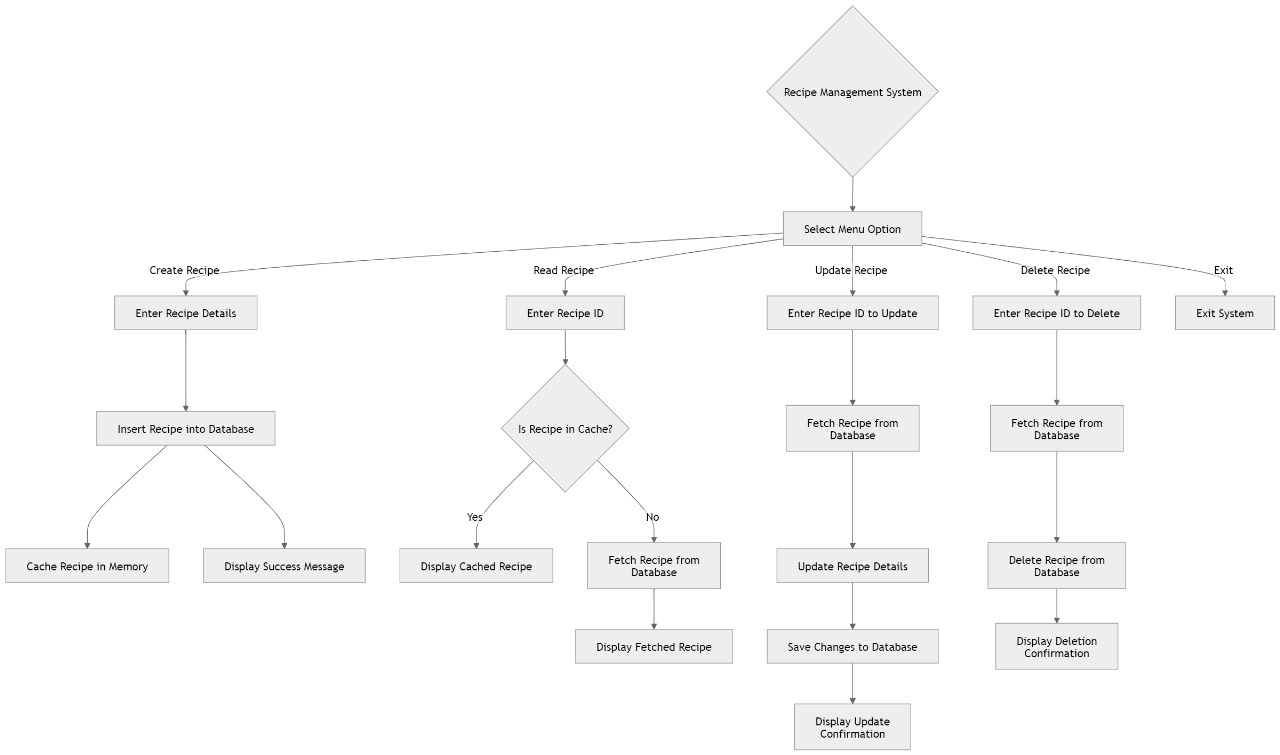 Recipe Management System
Select Menu Option
Create Recipe
Read Recipe
Update Recipe
Delete Recipe
Exit
Enter Recipe Details
Enter Recipe ID
Enter Recipe ID to Update
Enter Recipe ID to Delete
Exit System
Insert Recipe into Database
Is Recipe in Cache?
Fetch Recipe from
Database
Fetch Recipe from
Database
Yes
No
Cache Recipe in Memory
Display Success Message
Display Cached Recipe
Fetch Recipe from
Database
Update Recipe Details
Delete Recipe from
Database
Display Fetched Recipe
Save Changes to Database
Display Deletion
Confirmation
Display Update
Confirmation